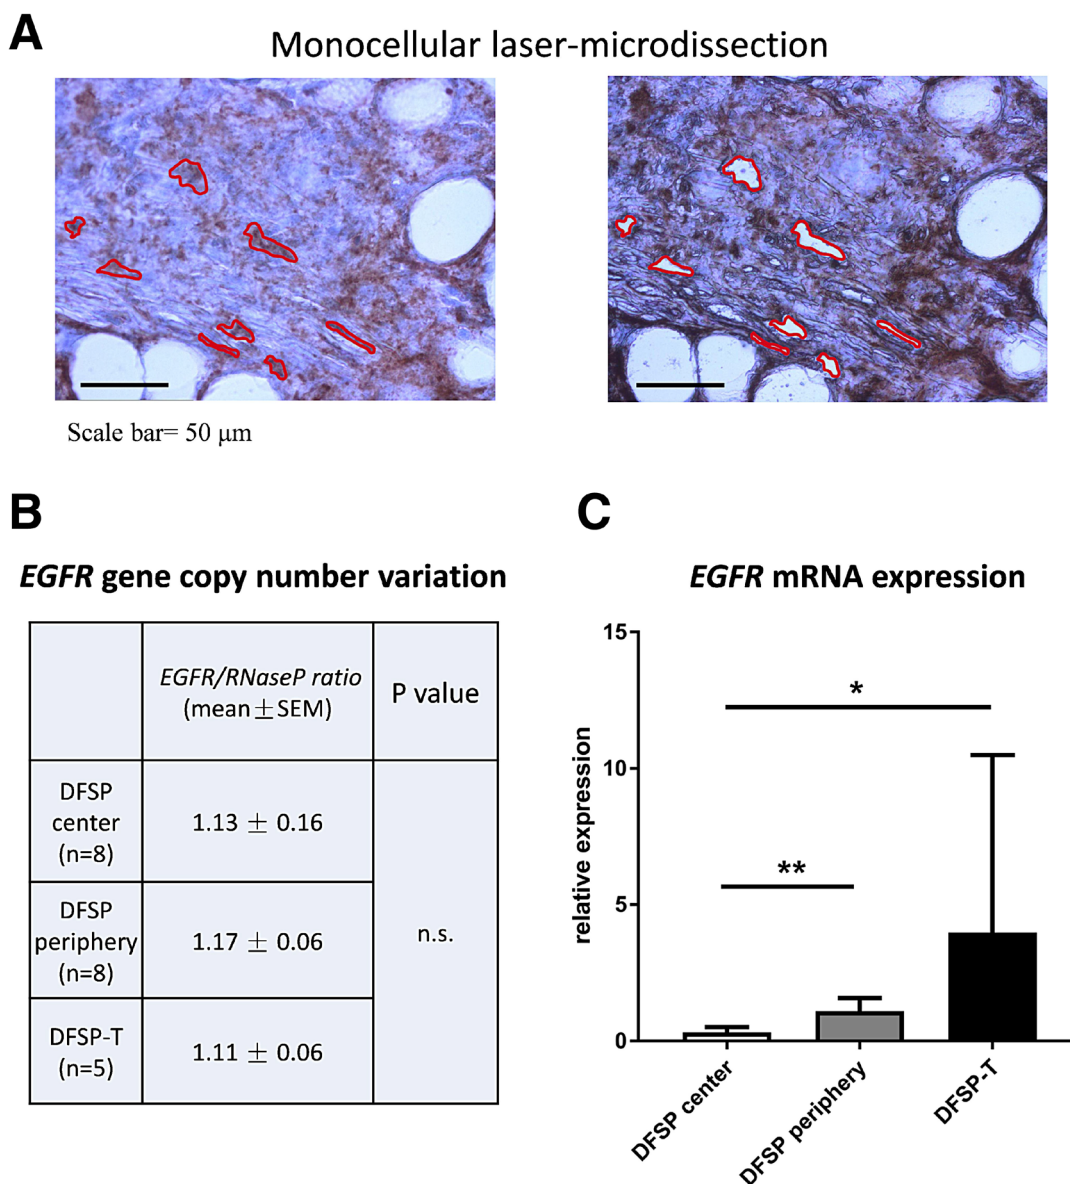 A
Monocellular laser-microdissection
Scale bar= 50 μm
B
EGFR gene copy number variation
EGFR/RNaseP ratio
(mean ± SEM)
P value
DFSP
center
(n=8)
1.13 ± 0.16
DFSP
periphery
(n=8)
1.17 ± 0.06
n.s.
DFSP-T
(n=5)
1.11 ± 0.06
C
EGFR mRNA expression
relative expression
15
10
5
0
*
**
DFSP center
DFSP periphery
DFSP-T